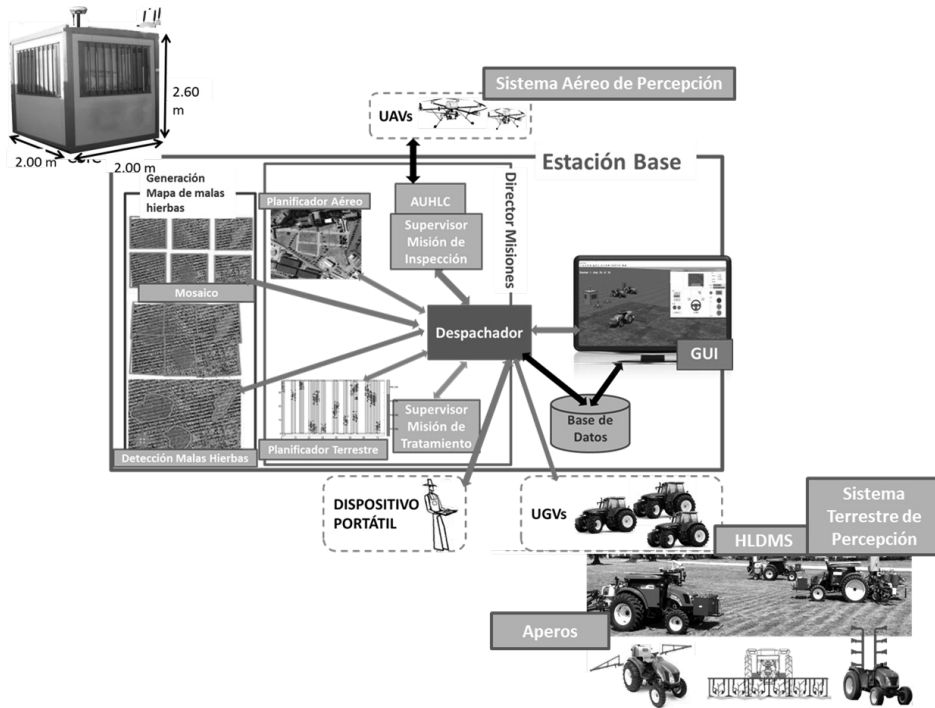 2.60
m
2.00 m
2.00 m
Sistema Aéreo de Percepción
UAVs
Estación Base
Generación
Mapa de malas
hierbas
Planificador Aéreo
AUHLC
Supervisor
Misión de
Inspección
Director Misiones
Mosaico
Despachador
GUI
Supervisor
Misión de
Tratamiento
Base de
Datos
Detección Malas Hierbas
Planificador Terrestre
DISPOSITIVO
PORTÁTIL
UGVs
HLDMS
Sistema
Terrestre de
Percepción
Aperos